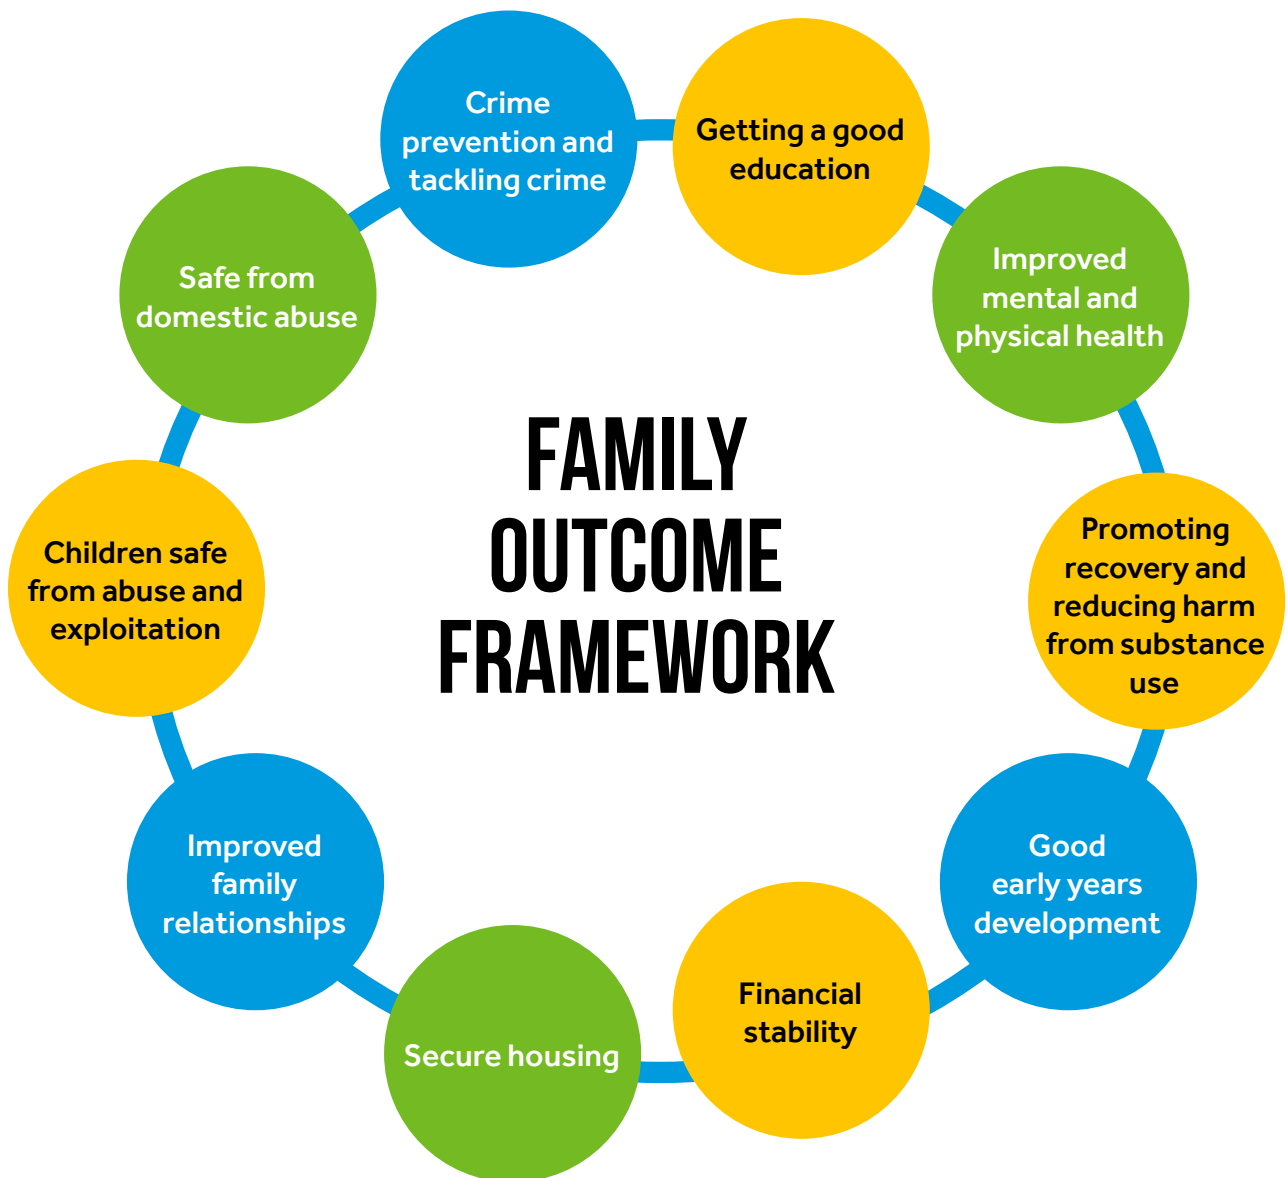 Crime
prevention and
tackling crime
Getting a good
education
Improved
mental and
physical health
Promoting
recovery and
reducing harm
from substance
use
Good
early years
development
Financial
stability
Secure housing
Improved
family
relationships
Children safe
from abuse and
exploitation
Safe from
domestic abuse
FAMILY
OUTCOME
FRAMEWORK